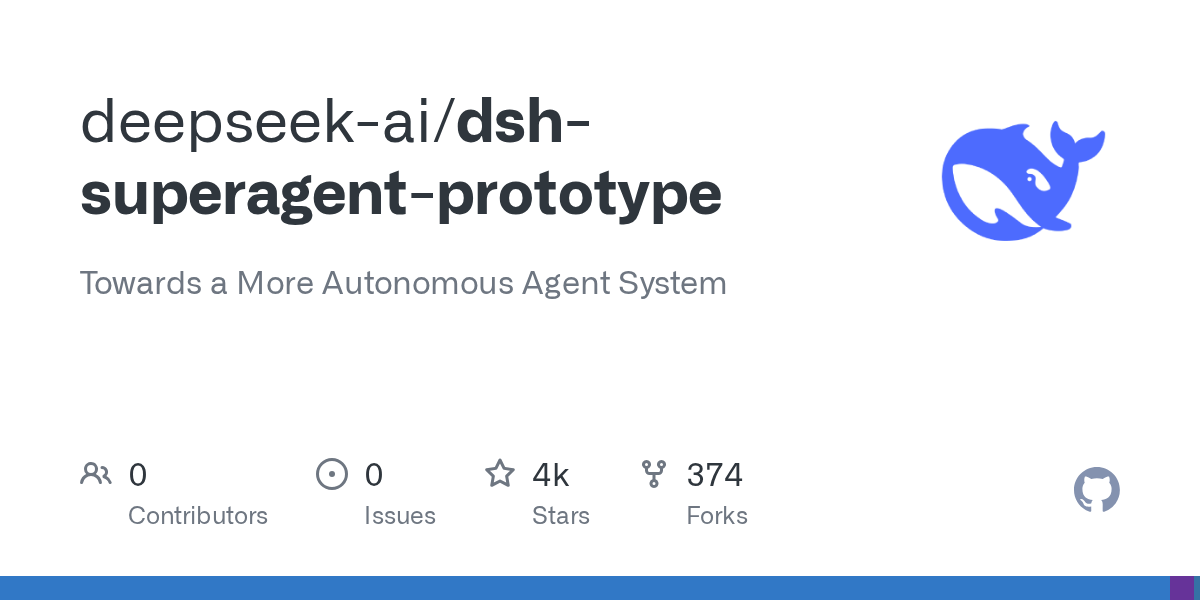 deepseek-ai/dsh-
superagent-prototype
Towards a More Autonomous Agent System
0
Contributors
0
Issues
4k
Stars
374
Forks